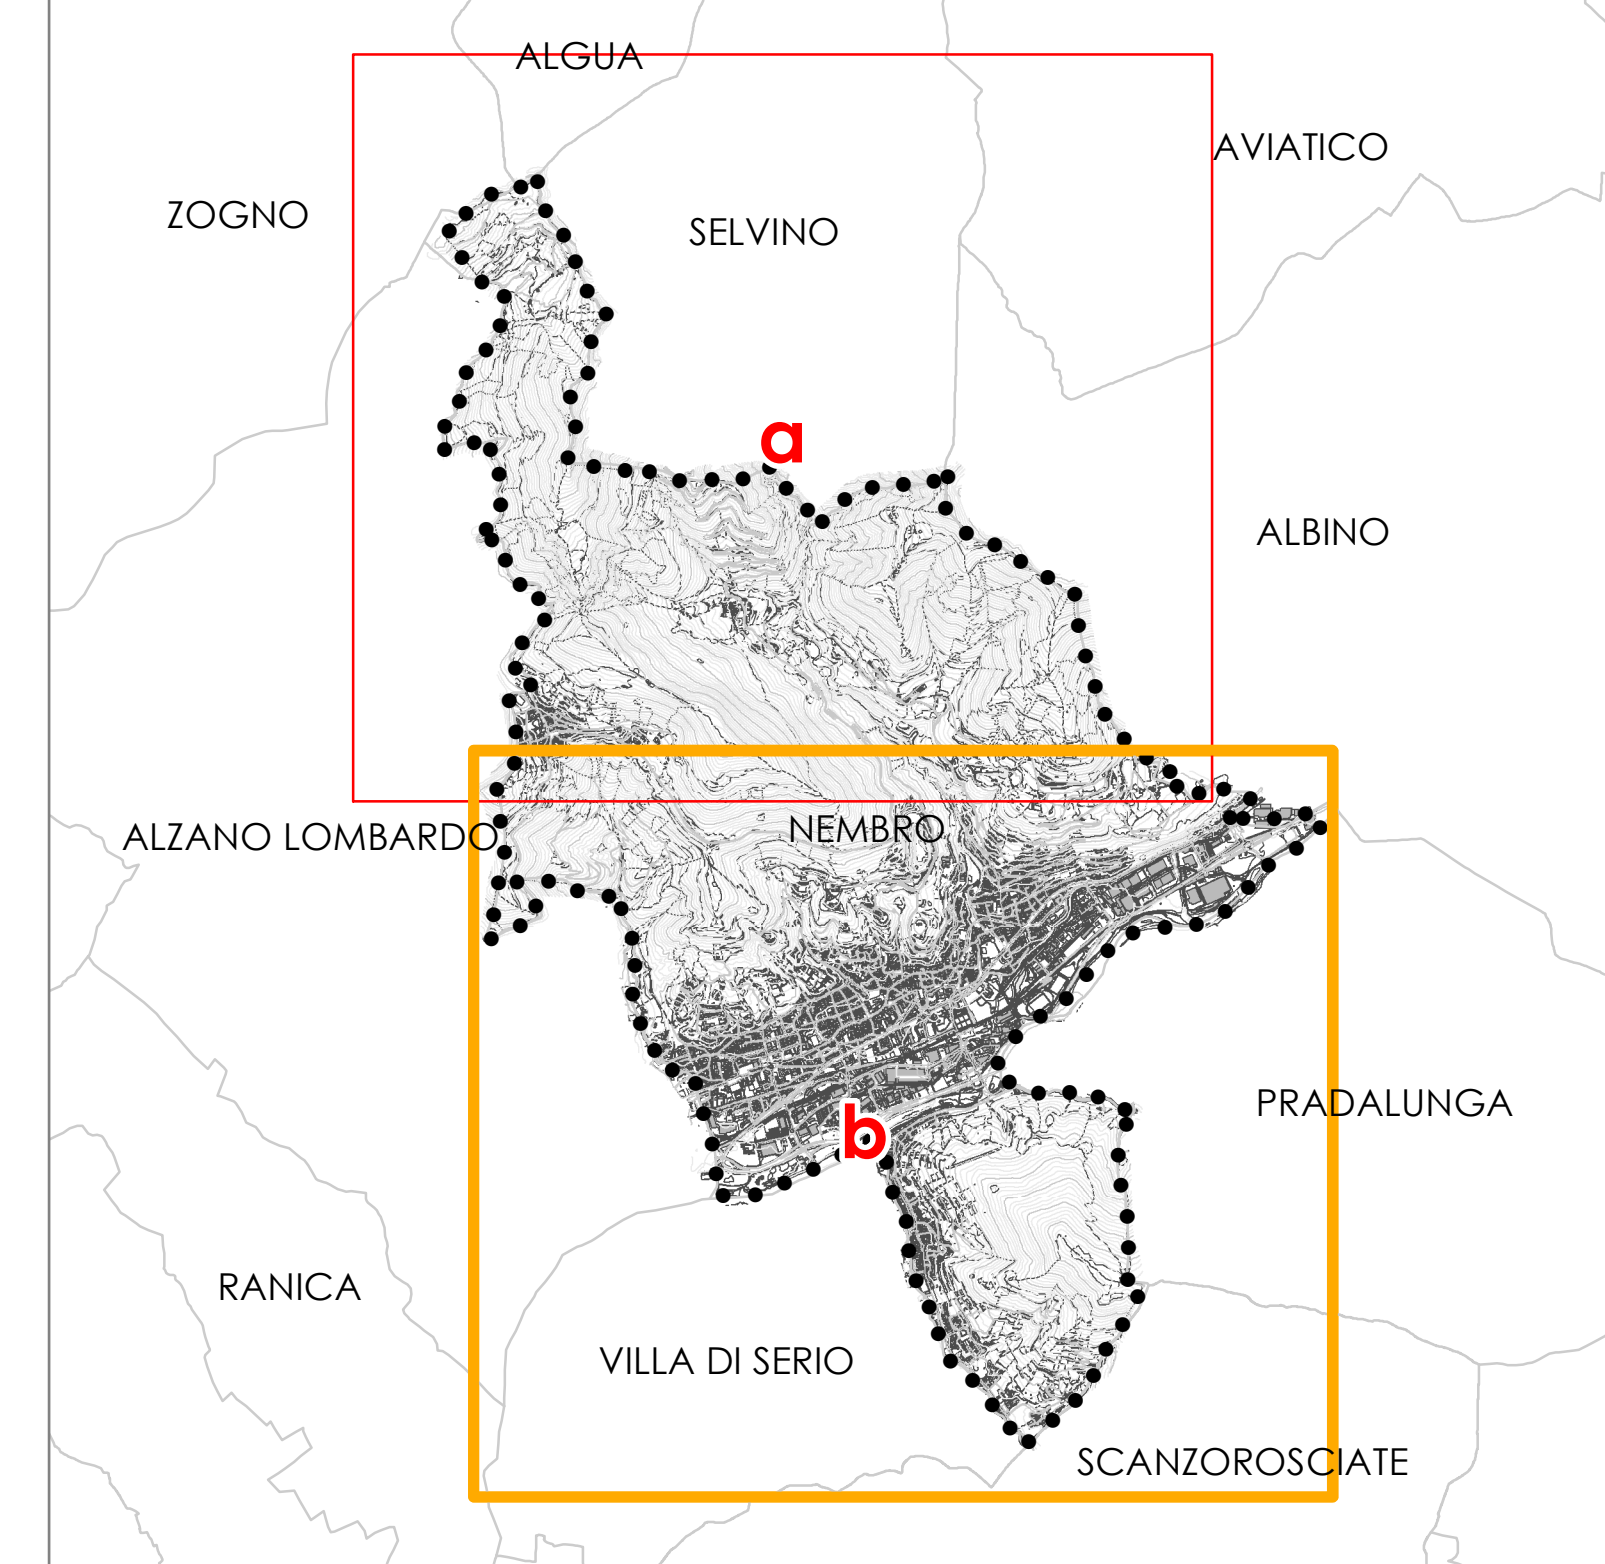 ALGUA
AVIATICO
ZOGNO
SELVINO
a
ALBINO
ALZANO LOMBARDO
NEMBRO
PRADALUNGA
b
RANICA
VILLA DI SERIO
SCANZOROSCIATE